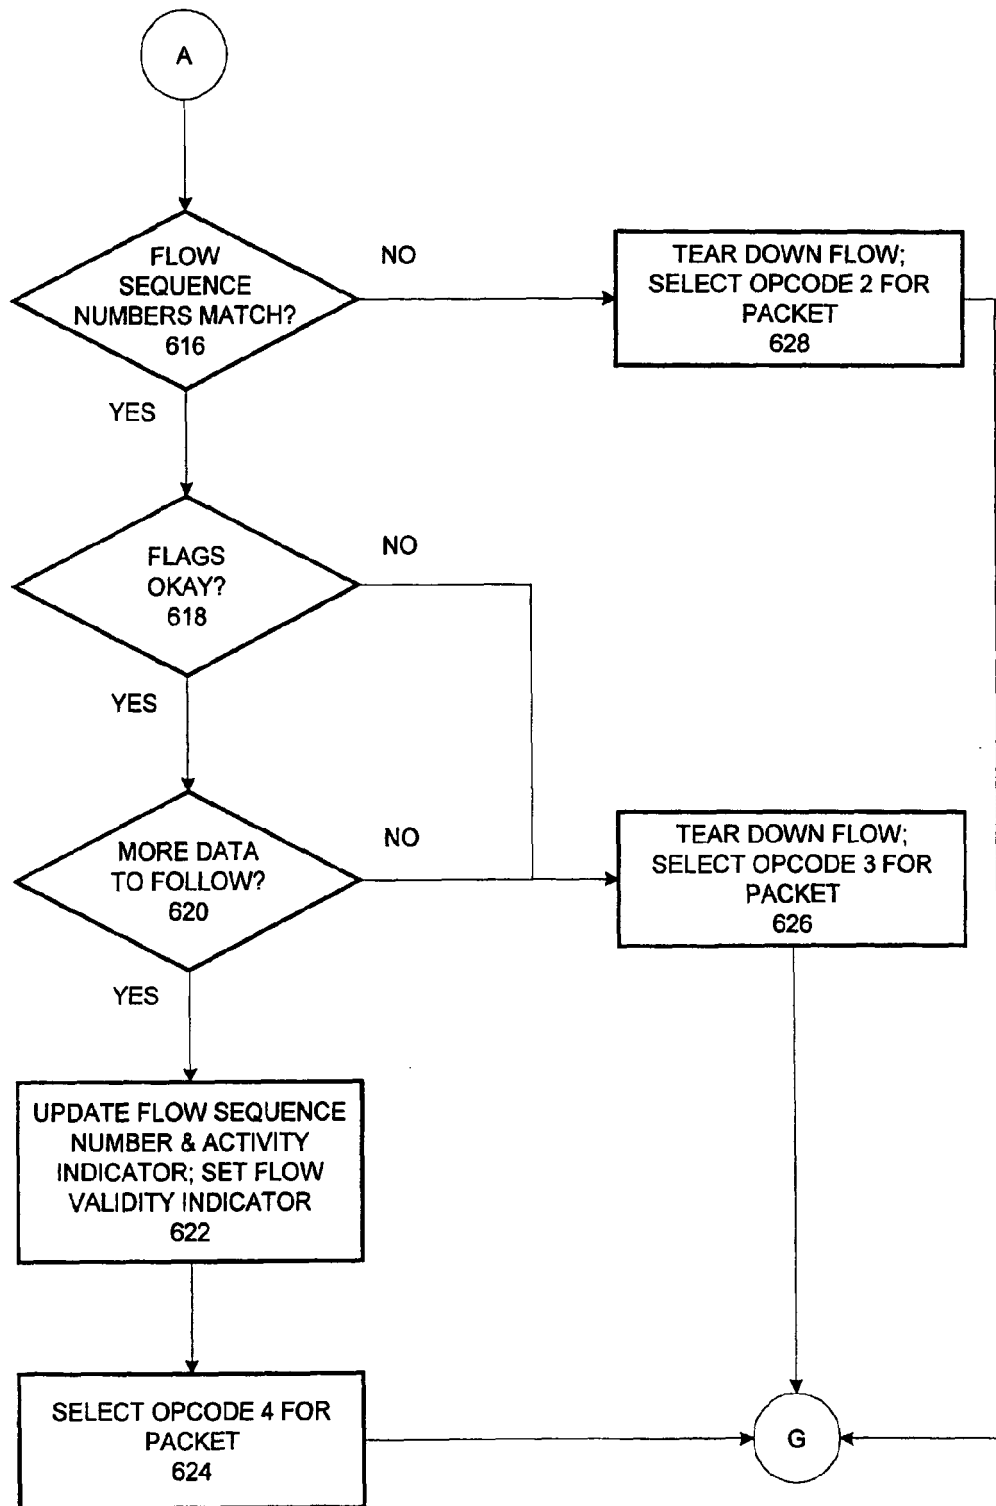 A
FLOW
SEQUENCE
NUMBERS MATCH?
616
NO
TEAR DOWN FLOW;
SELECT OPCODE 2 FOR
PACKET
628
YES
FLAGS
OKAY?
618
NO
YES
MORE DATA
TO FOLLOW?
620
NO
TEAR DOWN FLOW;
SELECT OPCODE 3 FOR
PACKET
626
YES
UPDATE FLOW SEQUENCE
NUMBER & ACTIVITY
INDICATOR; SET FLOW
VALIDITY INDICATOR
622
SELECT OPCODE 4 FOR
PACKET
624
G